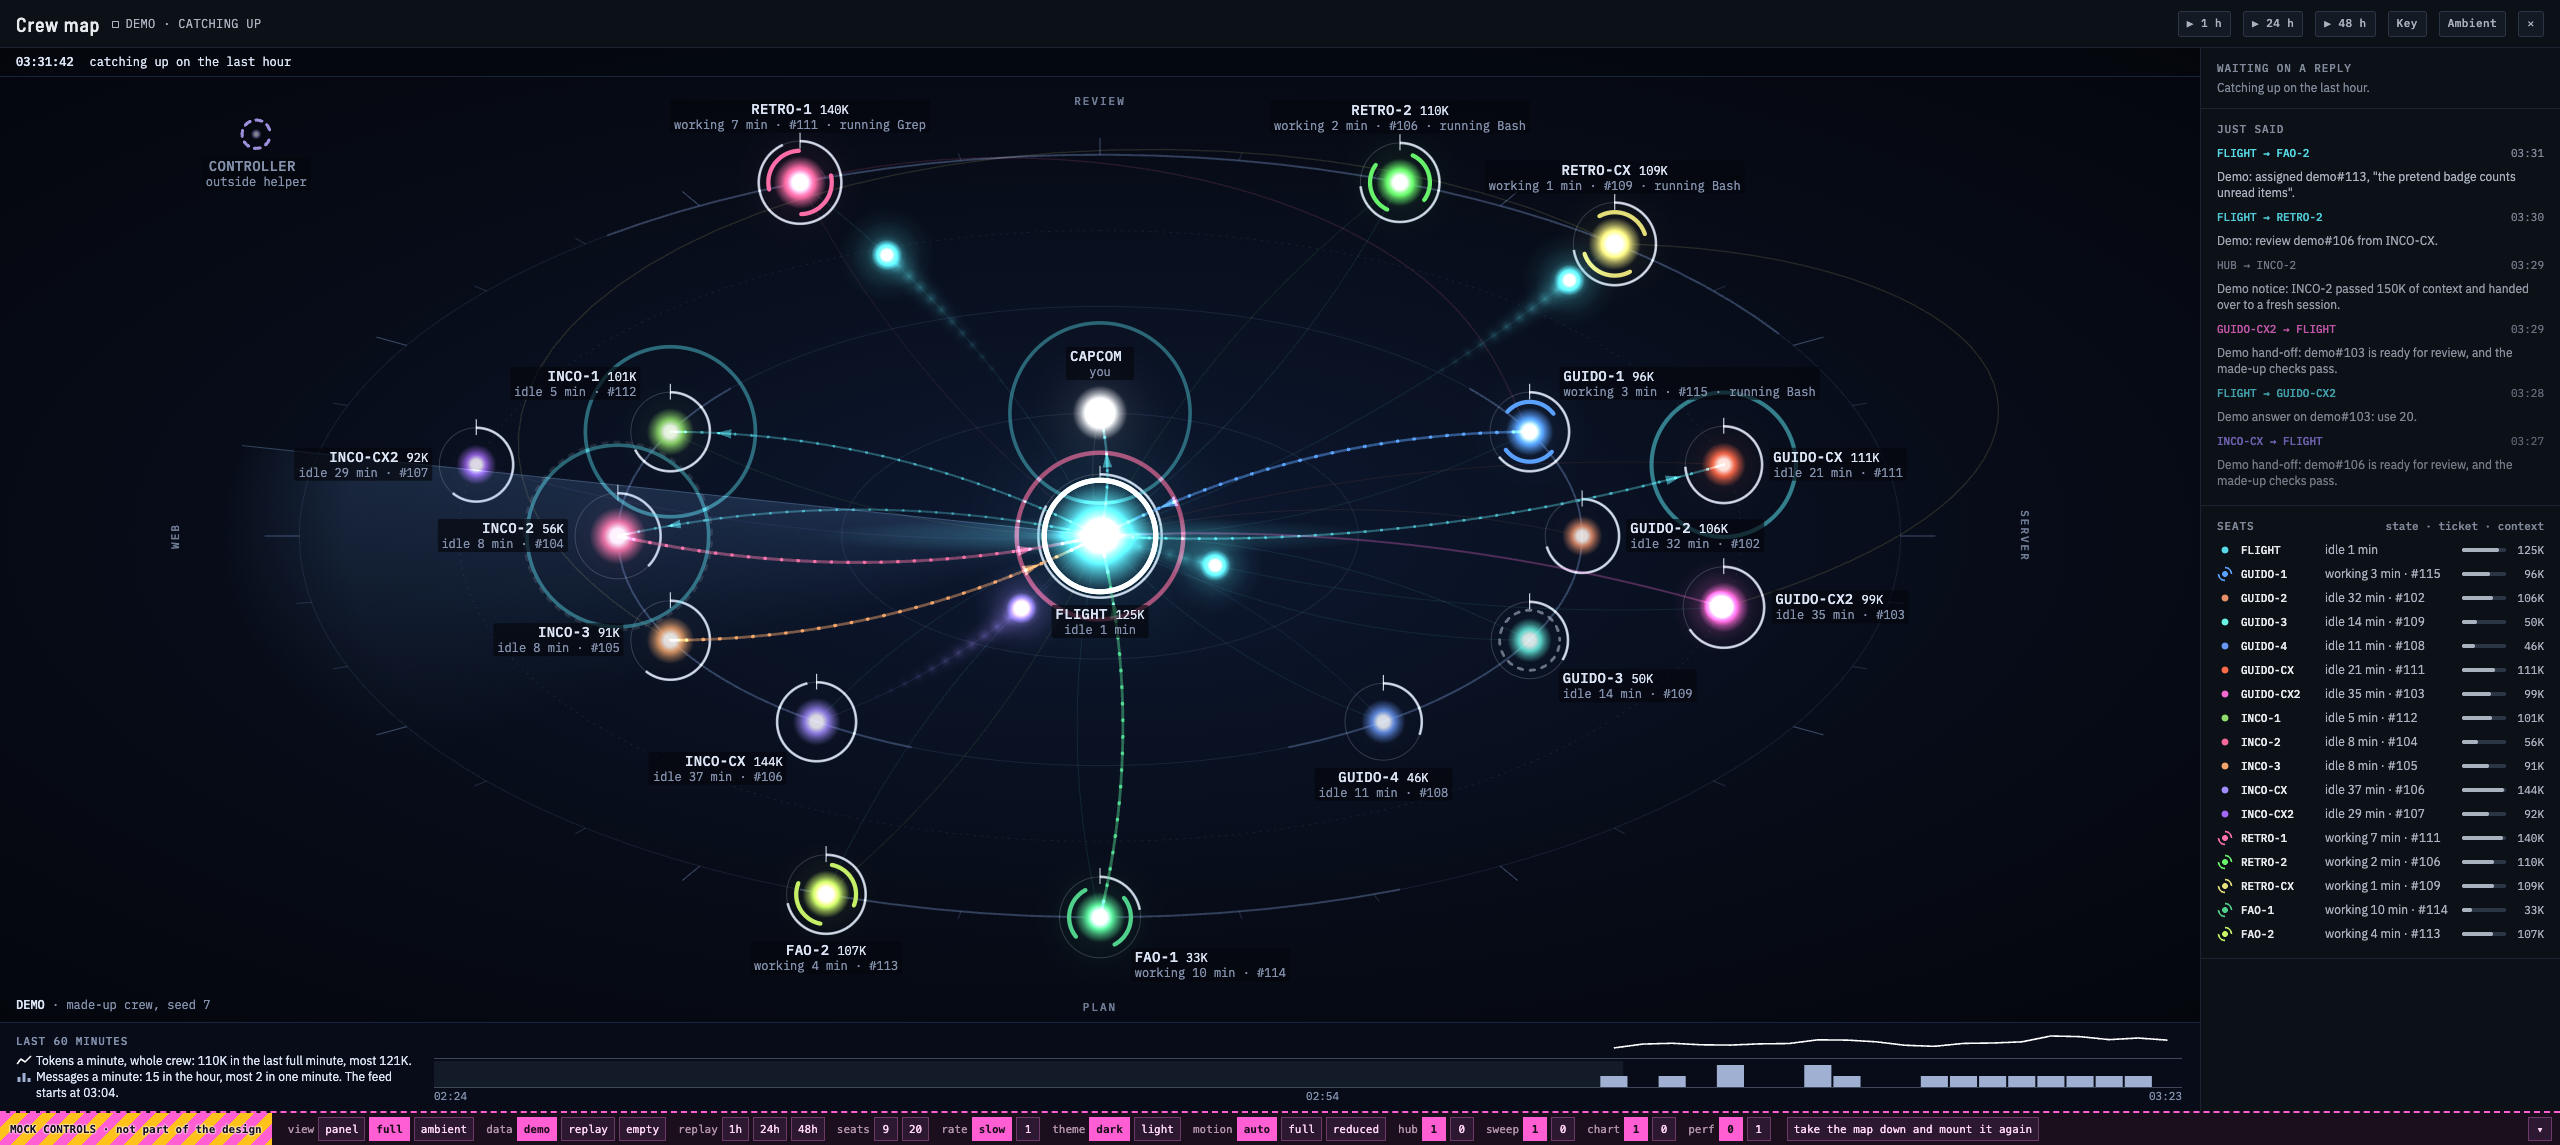 Crew map
DEMO · CATCHING UP
▶ 1 h
▶ 24 h
▶ 48 h
Key
Ambient
×
03:31:42 catching up on the last hour
REVIEW
WEB
SERVER
PLAN
CONTROLLER
outside helper
RETRO-1 140K
working 7 min · #111 · running Grep
RETRO-2 110K
working 2 min · #106 · running Bash
RETRO-CX 109K
working 1 min · #109 · running Bash
CAPCOM
you
INCO-1 101K
idle 5 min · #112
GUIDO-1 96K
working 3 min · #115 · running Bash
INCO-CX2 92K
idle 29 min · #107
GUIDO-CX 111K
idle 21 min · #111
INCO-2 56K
idle 8 min · #104
GUIDO-2 106K
idle 32 min · #102
FLIGHT 125K
idle 1 min
GUIDO-CX2 99K
idle 35 min · #103
INCO-3 91K
idle 8 min · #105
GUIDO-3 50K
idle 14 min · #109
INCO-CX 144K
idle 37 min · #106
GUIDO-4 46K
idle 11 min · #108
FAO-2 107K
working 4 min · #113
FAO-1 33K
working 10 min · #114
DEMO · made-up crew, seed 7
WAITING ON A REPLY
Catching up on the last hour.
JUST SAID
FLIGHT → FAO-2 03:31
Demo: assigned demo#113, "the pretend badge counts
unread items".
FLIGHT → RETRO-2 03:30
Demo: review demo#106 from INCO-CX.
HUB → INCO-2 03:29
Demo notice: INCO-2 passed 150K of context and handed
over to a fresh session.
GUIDO-CX2 → FLIGHT 03:29
Demo hand-off: demo#103 is ready for review, and the
made-up checks pass.
FLIGHT → GUIDO-CX2 03:28
Demo answer on demo#103: use 20.
INCO-CX → FLIGHT 03:27
Demo hand-off: demo#106 is ready for review, and the
made-up checks pass.
SEATS state · ticket · context
FLIGHT idle 1 min 125K
GUIDO-1 working 3 min · #115 96K
GUIDO-2 idle 32 min · #102 106K
GUIDO-3 idle 14 min · #109 50K
GUIDO-4 idle 11 min · #108 46K
GUIDO-CX idle 21 min · #111 111K
GUIDO-CX2 idle 35 min · #103 99K
INCO-1 idle 5 min · #112 101K
INCO-2 idle 8 min · #104 56K
INCO-3 idle 8 min · #105 91K
INCO-CX idle 37 min · #106 144K
INCO-CX2 idle 29 min · #107 92K
RETRO-1 working 7 min · #111 140K
RETRO-2 working 2 min · #106 110K
RETRO-CX working 1 min · #109 109K
FAO-1 working 10 min · #114 33K
FAO-2 working 4 min · #113 107K
LAST 60 MINUTES
Tokens a minute, whole crew: 110K in the last full minute, most 121K.
Messages a minute: 15 in the hour, most 2 in one minute. The feed
starts at 03:04.
02:24 02:54 03:23
MOCK CONTROLS · not part of the design view panel full ambient data demo replay empty replay 1h 24h 48h seats 9 20 rate slow 1 theme dark light motion auto full reduced hub 1 0 sweep 1 0 chart 1 0 perf 0 1 take the map down and mount it again ▾